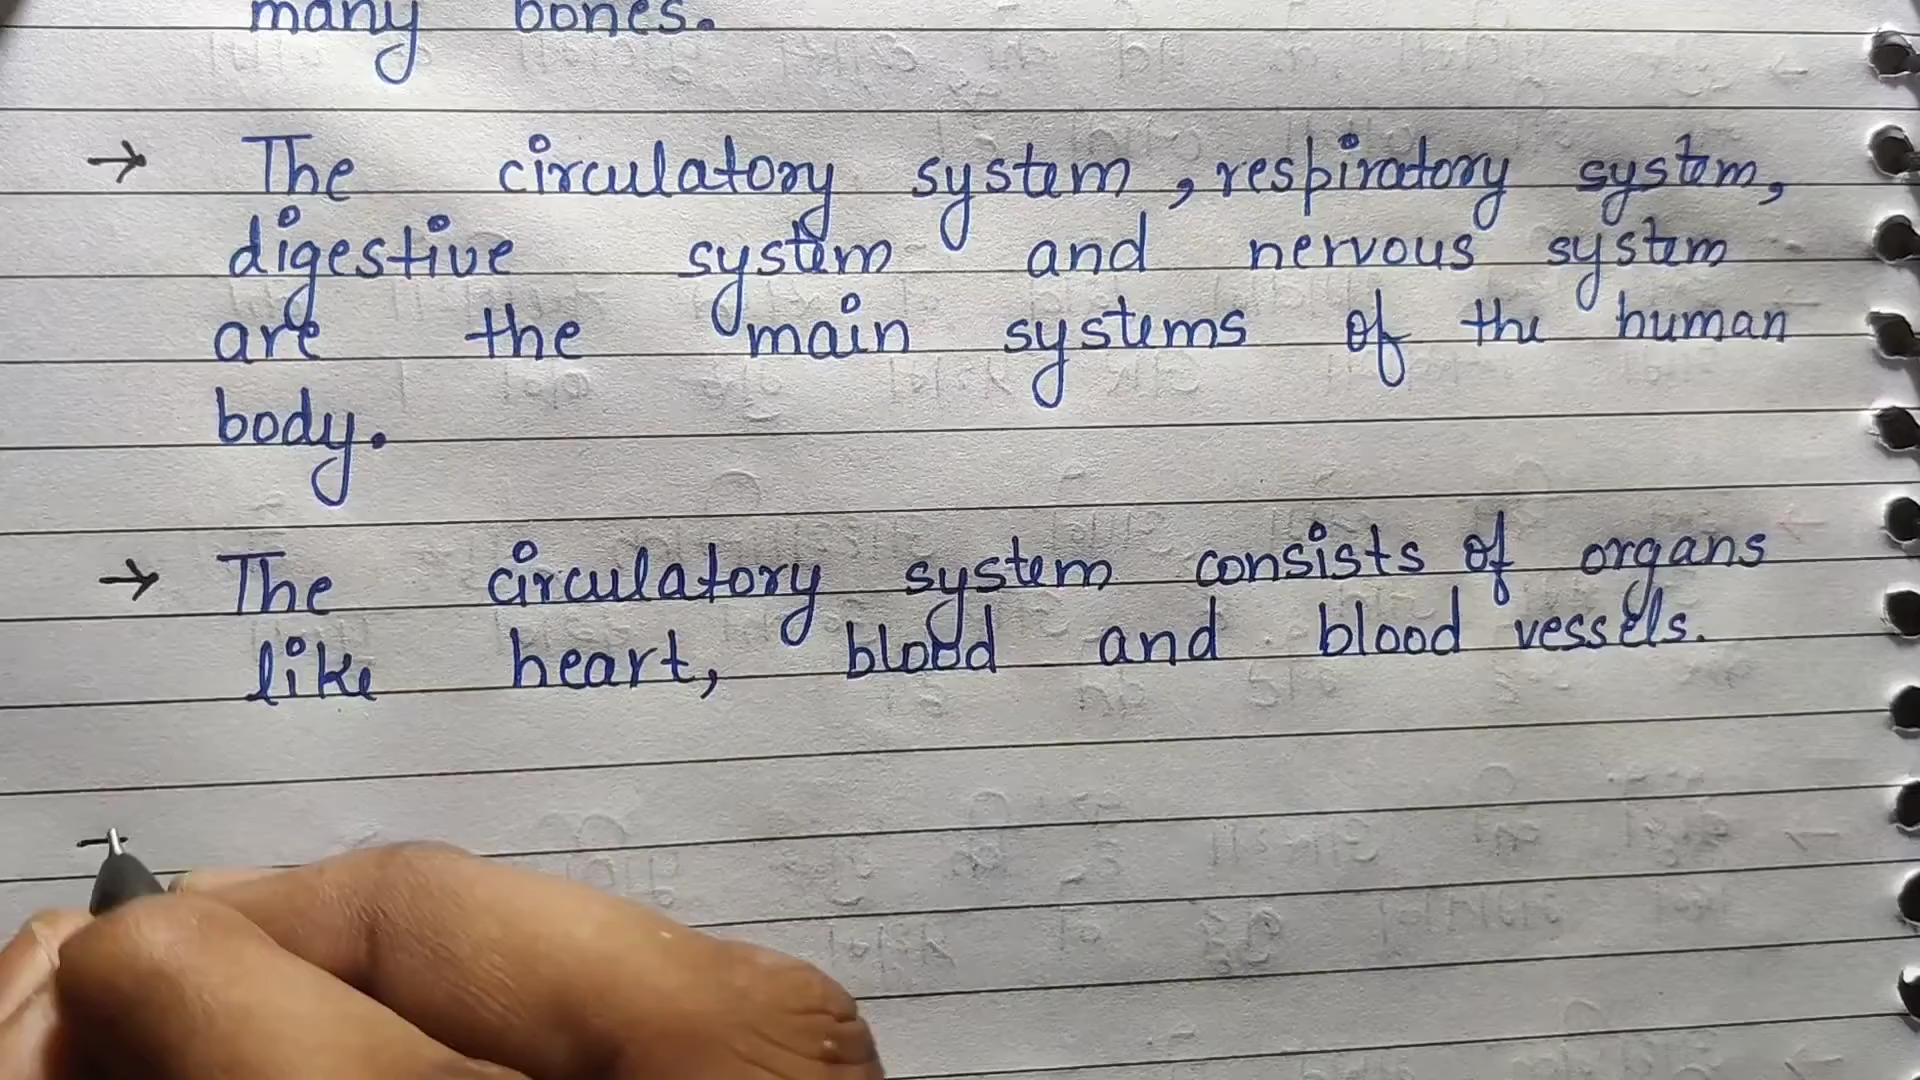 many bones.
→ The circulatory system, respiratory system,
digestive system and nervous system
are the main systems of the human
body.
→ The circulatory system consists of organs
like heart, blood and blood vessels.